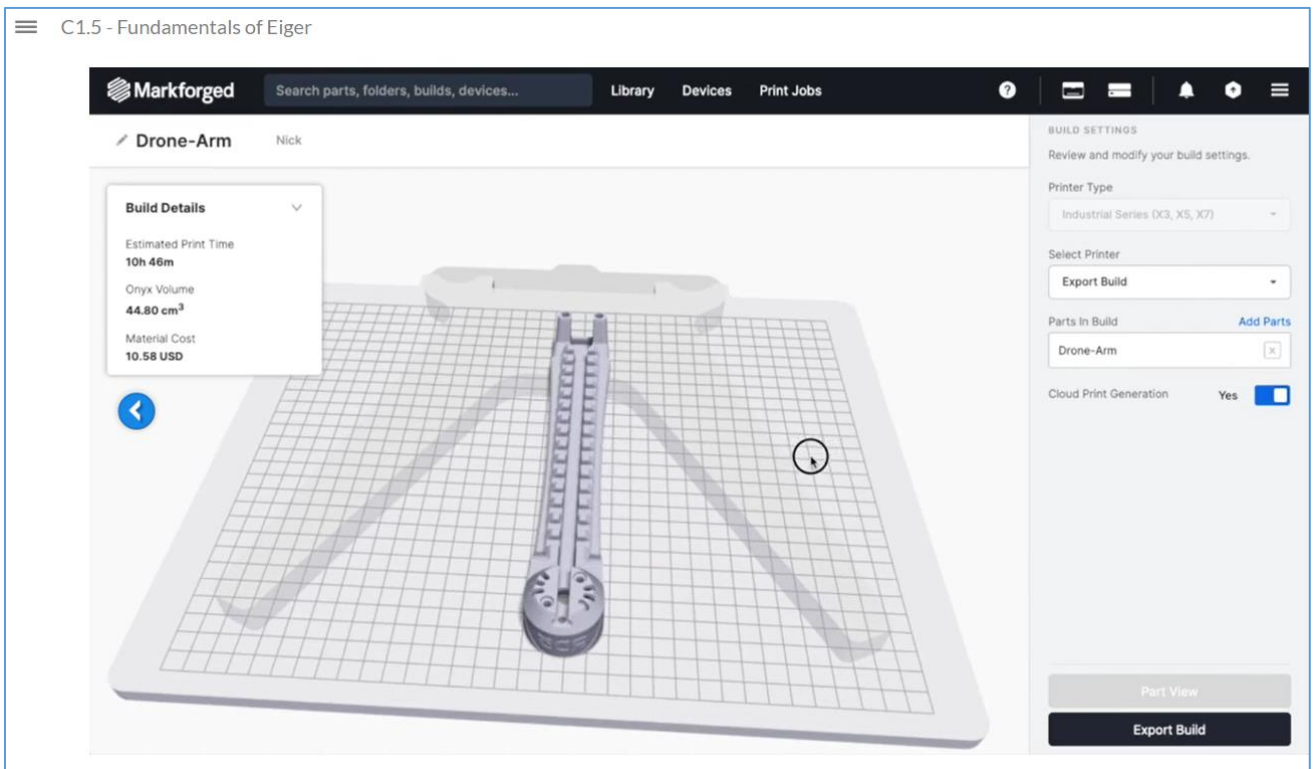 C1.5 - Fundamentals of Eiger
Markforged
Search parts, folders, builds, devices...
Library
Devices
Print Jobs
?
Drone-Arm
Nick
Build Details
Estimated Print Time
10h 46m
Onyx Volume
44.80 cm³
Material Cost
10.58 USD
BUILD SETTINGS
Review and modify your build settings.
Printer Type
Industrial Series (X3, X5, X7)
Select Printer
Export Build
Parts In Build
Add Parts
Drone-Arm
Cloud Print Generation
Yes
Part View
Export Build